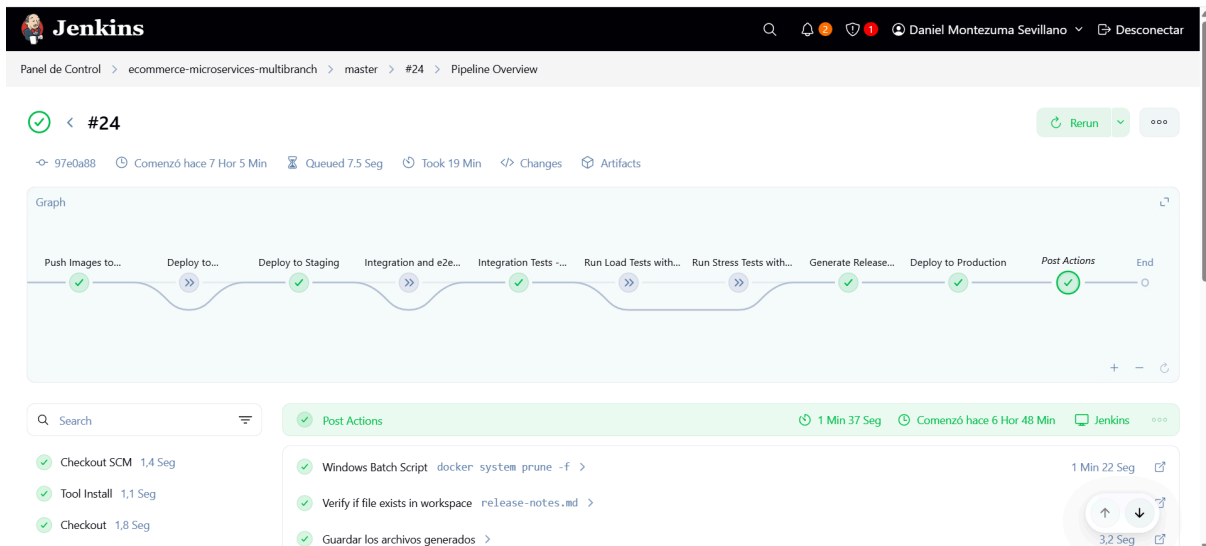 Jenkins
2
1
Daniel Montezuma Sevillano
Desconectar
Panel de Control > ecommerce-microservices-multibranch > master > #24 > Pipeline Overview
#24
Rerun
97e0a88
Comenzó hace 7 Hor 5 Min
Queued 7.5 Seg
Took 19 Min
</> Changes
Artifacts
Graph
Push Images to...
Deploy to...
Deploy to Staging
Integration and e2e...
Integration Tests -...
Run Load Tests with...
Run Stress Tests with...
Generate Release...
Deploy to Production
Post Actions
End
Search
Post Actions
1 Min 37 Seg
Comenzó hace 6 Hor 48 Min
Jenkins
Checkout SCM 1,4 Seg
Tool Install 1,1 Seg
Checkout 1,8 Seg
Windows Batch Script docker system prune -f >
1 Min 22 Seg
Verify if file exists in workspace release-notes.md >
Guardar los archivos generados >
3,2 Seg